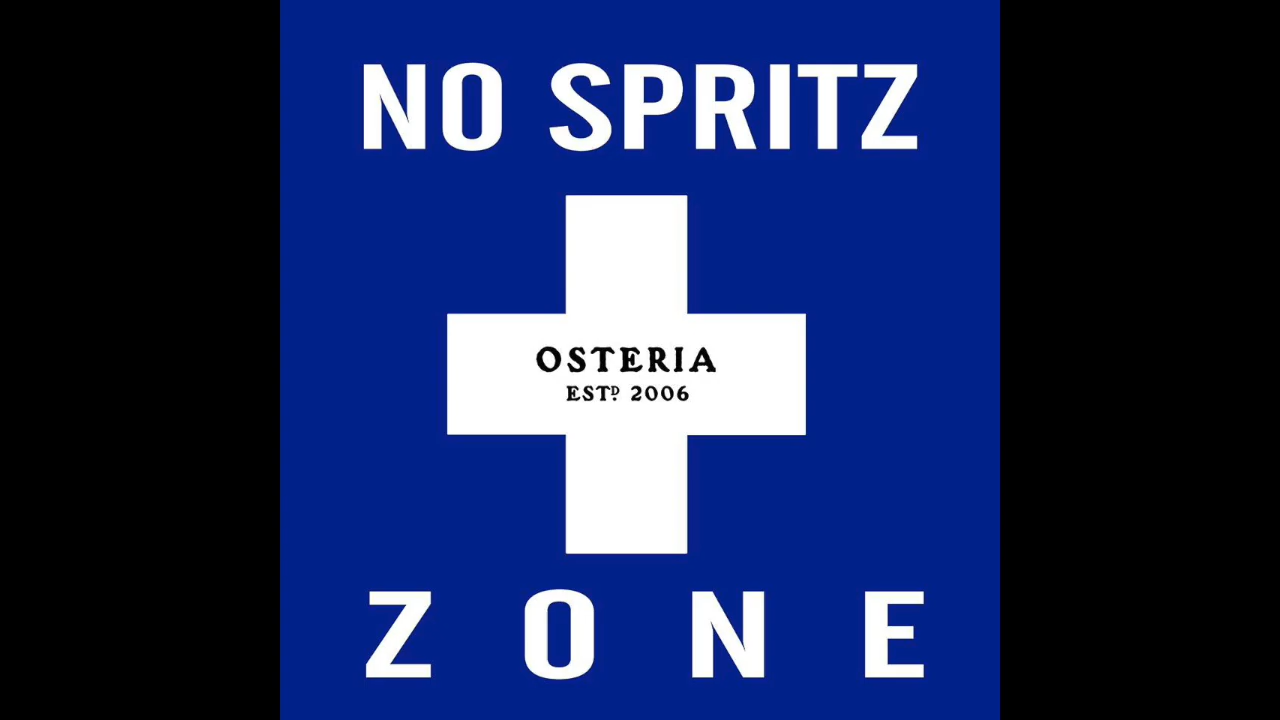 NO SPRITZ
OSTERIA
ESTᴰ. 2006
ZONE